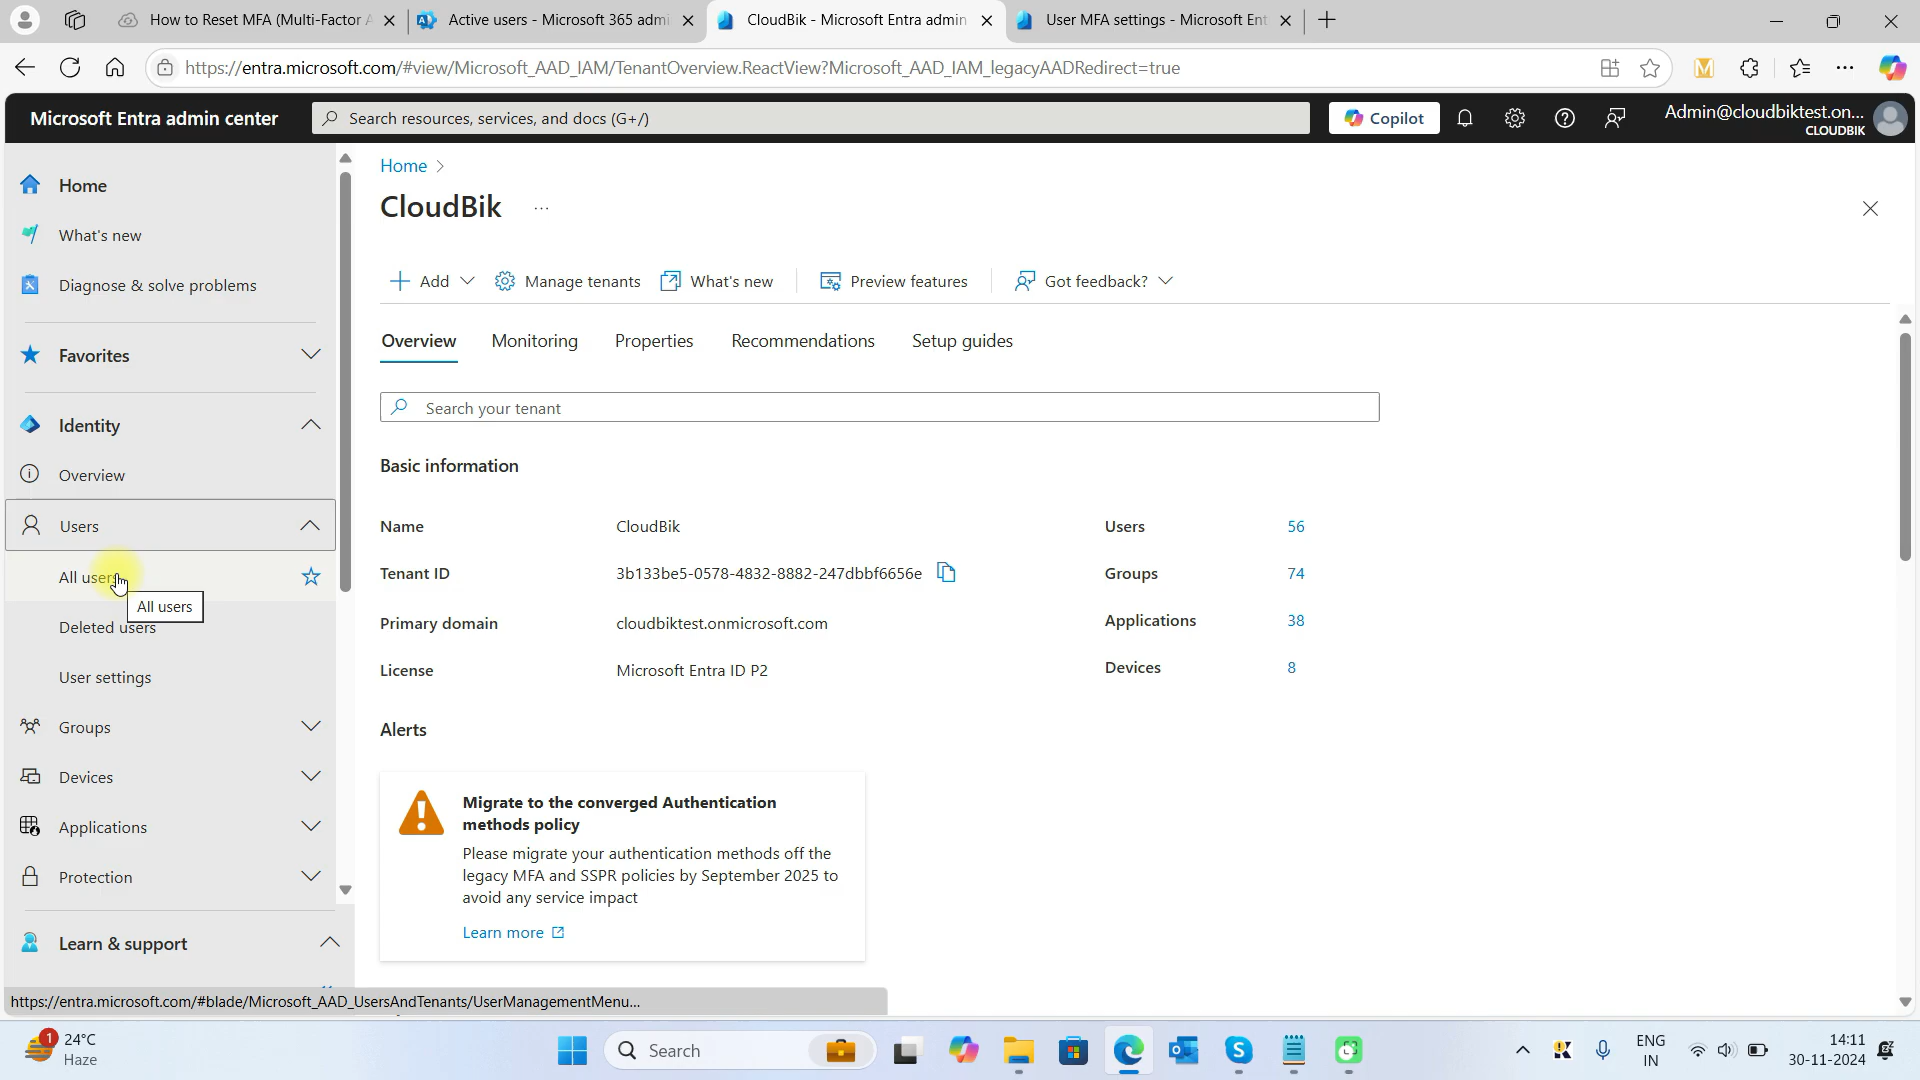 How to Reset MFA (Multi-Factor A
Active users - Microsoft 365 admi
CloudBik - Microsoft Entra admin
User MFA settings - Microsoft Ent
https://entra.microsoft.com/#view/Microsoft_AAD_IAM/TenantOverview.ReactView?Microsoft_AAD_IAM_legacyAADRedirect=true
Microsoft Entra admin center
Search resources, services, and docs (G+/)
Copilot
Admin@cloudbiktest.on...
CLOUDBIK
Home
What's new
Diagnose & solve problems
Favorites
Identity
Overview
Users
All users
All users
Deleted users
User settings
Groups
Devices
Applications
Protection
Learn & support
Home >
CloudBik ...
Add
Manage tenants
What's new
Preview features
Got feedback?
Overview
Monitoring
Properties
Recommendations
Setup guides
Search your tenant
Basic information
Name CloudBik
Tenant ID 3b133be5-0578-4832-8882-247dbbf6656e
Primary domain cloudbiktest.onmicrosoft.com
License Microsoft Entra ID P2
Users 56
Groups 74
Applications 38
Devices 8
Alerts
Migrate to the converged Authentication
methods policy
Please migrate your authentication methods off the
legacy MFA and SSPR policies by September 2025 to
avoid any service impact
Learn more
https://entra.microsoft.com/#blade/Microsoft_AAD_UsersAndTenants/UserManagementMenu...
1
24°C
Haze
Search
ENG
IN
14:11
30-11-2024